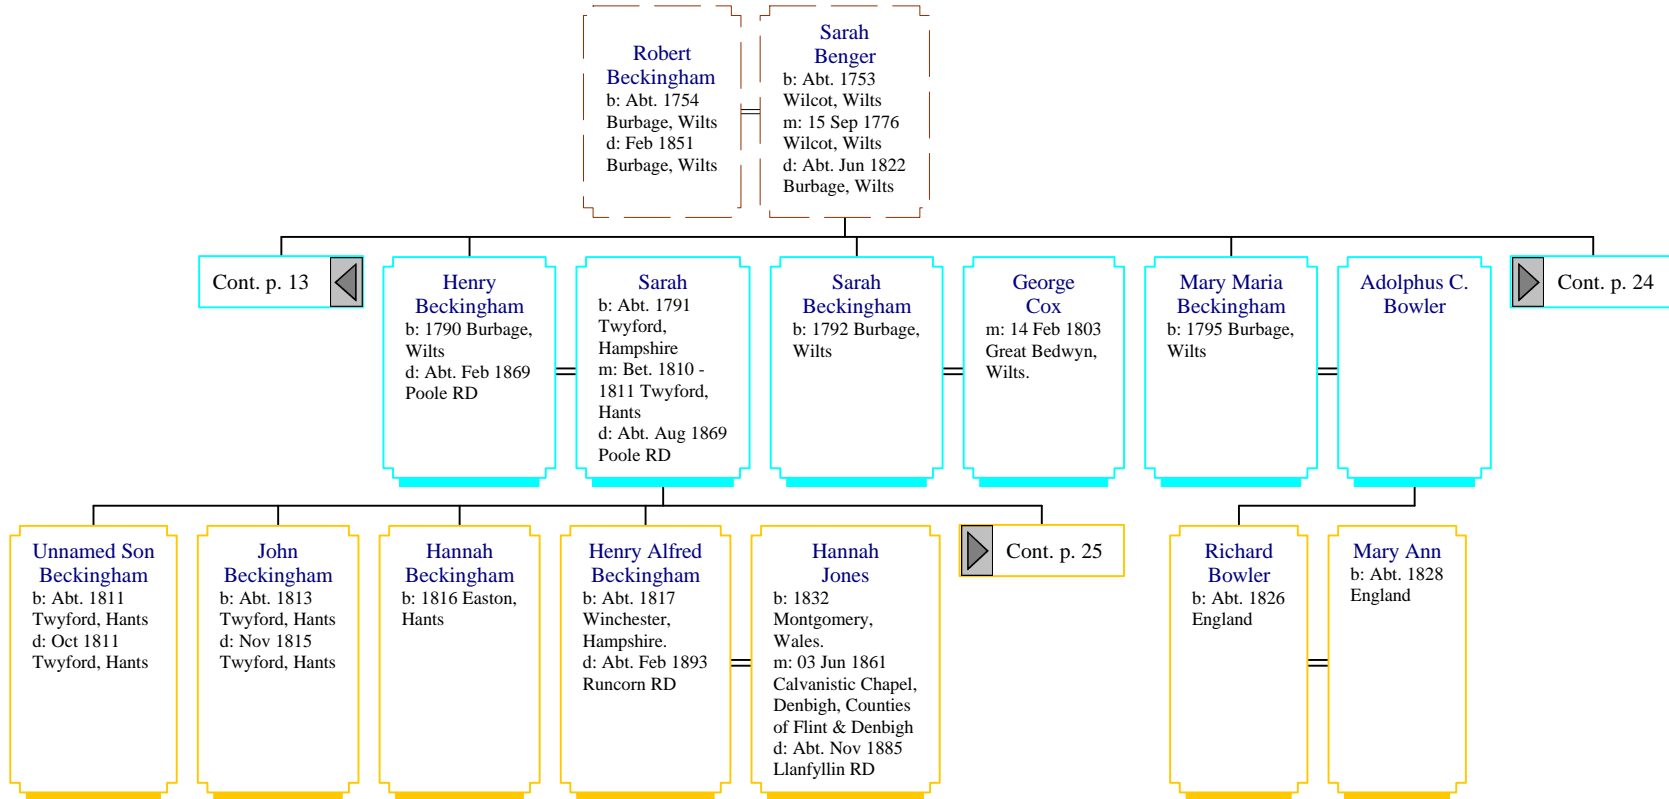 Robert
Beckingham
b: Abt. 1754
Burbage, Wilts
d: Feb 1851
Burbage, Wilts
Sarah
Benger
b: Abt. 1753
Wilcot, Wilts
m: 15 Sep 1776
Wilcot, Wilts
d: Abt. Jun 1822
Burbage, Wilts
Cont. p. 13
Henry
Beckingham
b: 1790 Burbage,
Wilts
d: Abt. Feb 1869
Poole RD
Sarah
b: Abt. 1791
Twyford,
Hampshire
m: Bet. 1810 -
1811 Twyford,
Hants
d: Abt. Aug 1869
Poole RD
Sarah
Beckingham
b: 1792 Burbage,
Wilts
George
Cox
m: 14 Feb 1803
Great Bedwyn,
Wilts.
Mary Maria
Beckingham
b: 1795 Burbage,
Wilts
Adolphus C.
Bowler
Cont. p. 24
Unnamed Son
Beckingham
b: Abt. 1811
Twyford, Hants
d: Oct 1811
Twyford, Hants
John
Beckingham
b: Abt. 1813
Twyford, Hants
d: Nov 1815
Twyford, Hants
Hannah
Beckingham
b: 1816 Easton,
Hants
Henry Alfred
Beckingham
b: Abt. 1817
Winchester,
Hampshire.
d: Abt. Feb 1893
Runcorn RD
Hannah
Jones
b: 1832
Montgomery,
Wales.
m: 03 Jun 1861
Calvanistic Chapel,
Denbigh, Counties
of Flint & Denbigh
d: Abt. Nov 1885
Llanfyllin RD
Cont. p. 25
Richard
Bowler
b: Abt. 1826
England
Mary Ann
b: Abt. 1828
England